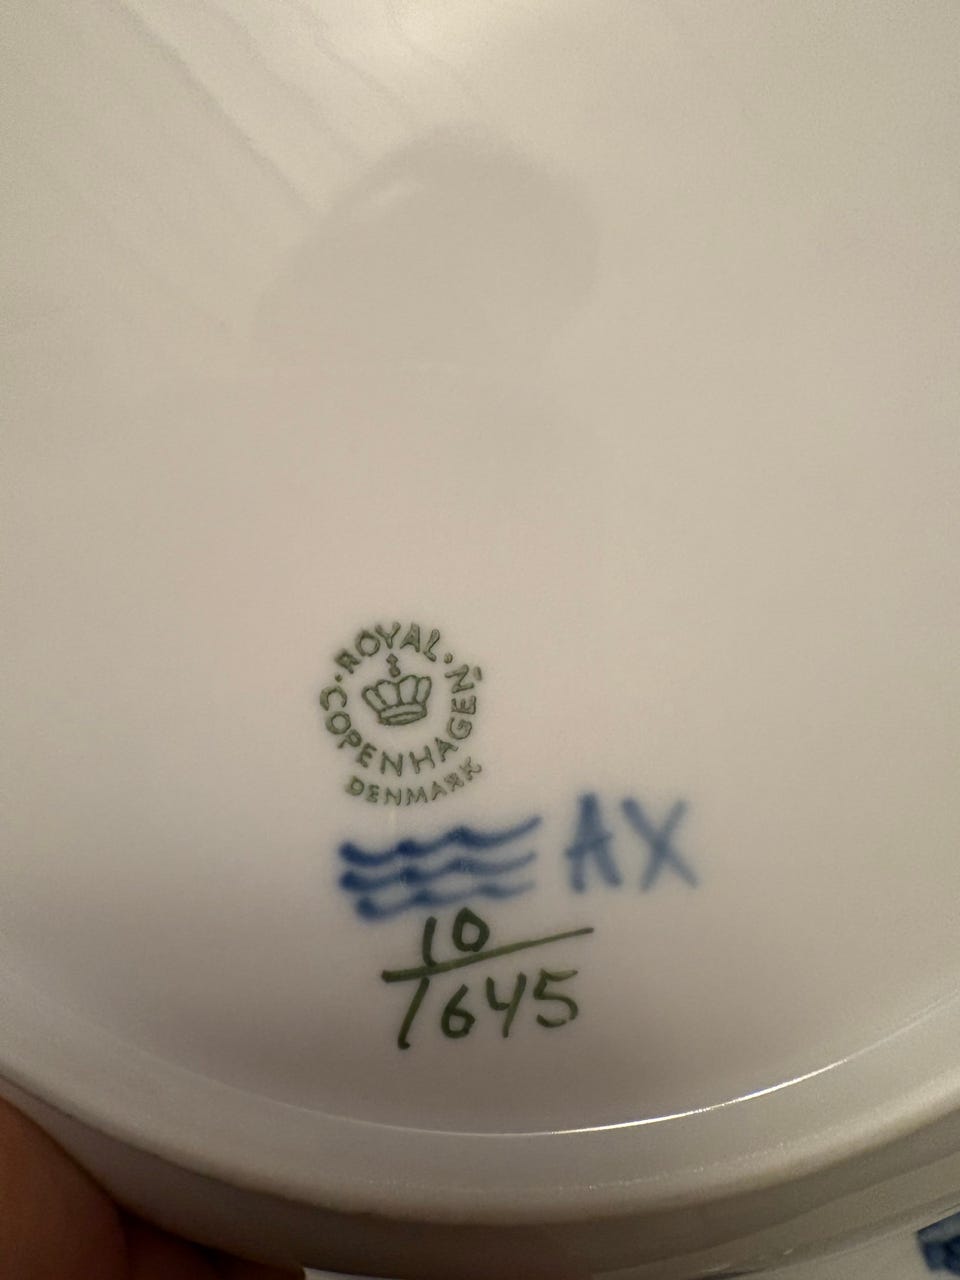 ROYAL
COPENHAGEN
DENMARK
AX
10
1645